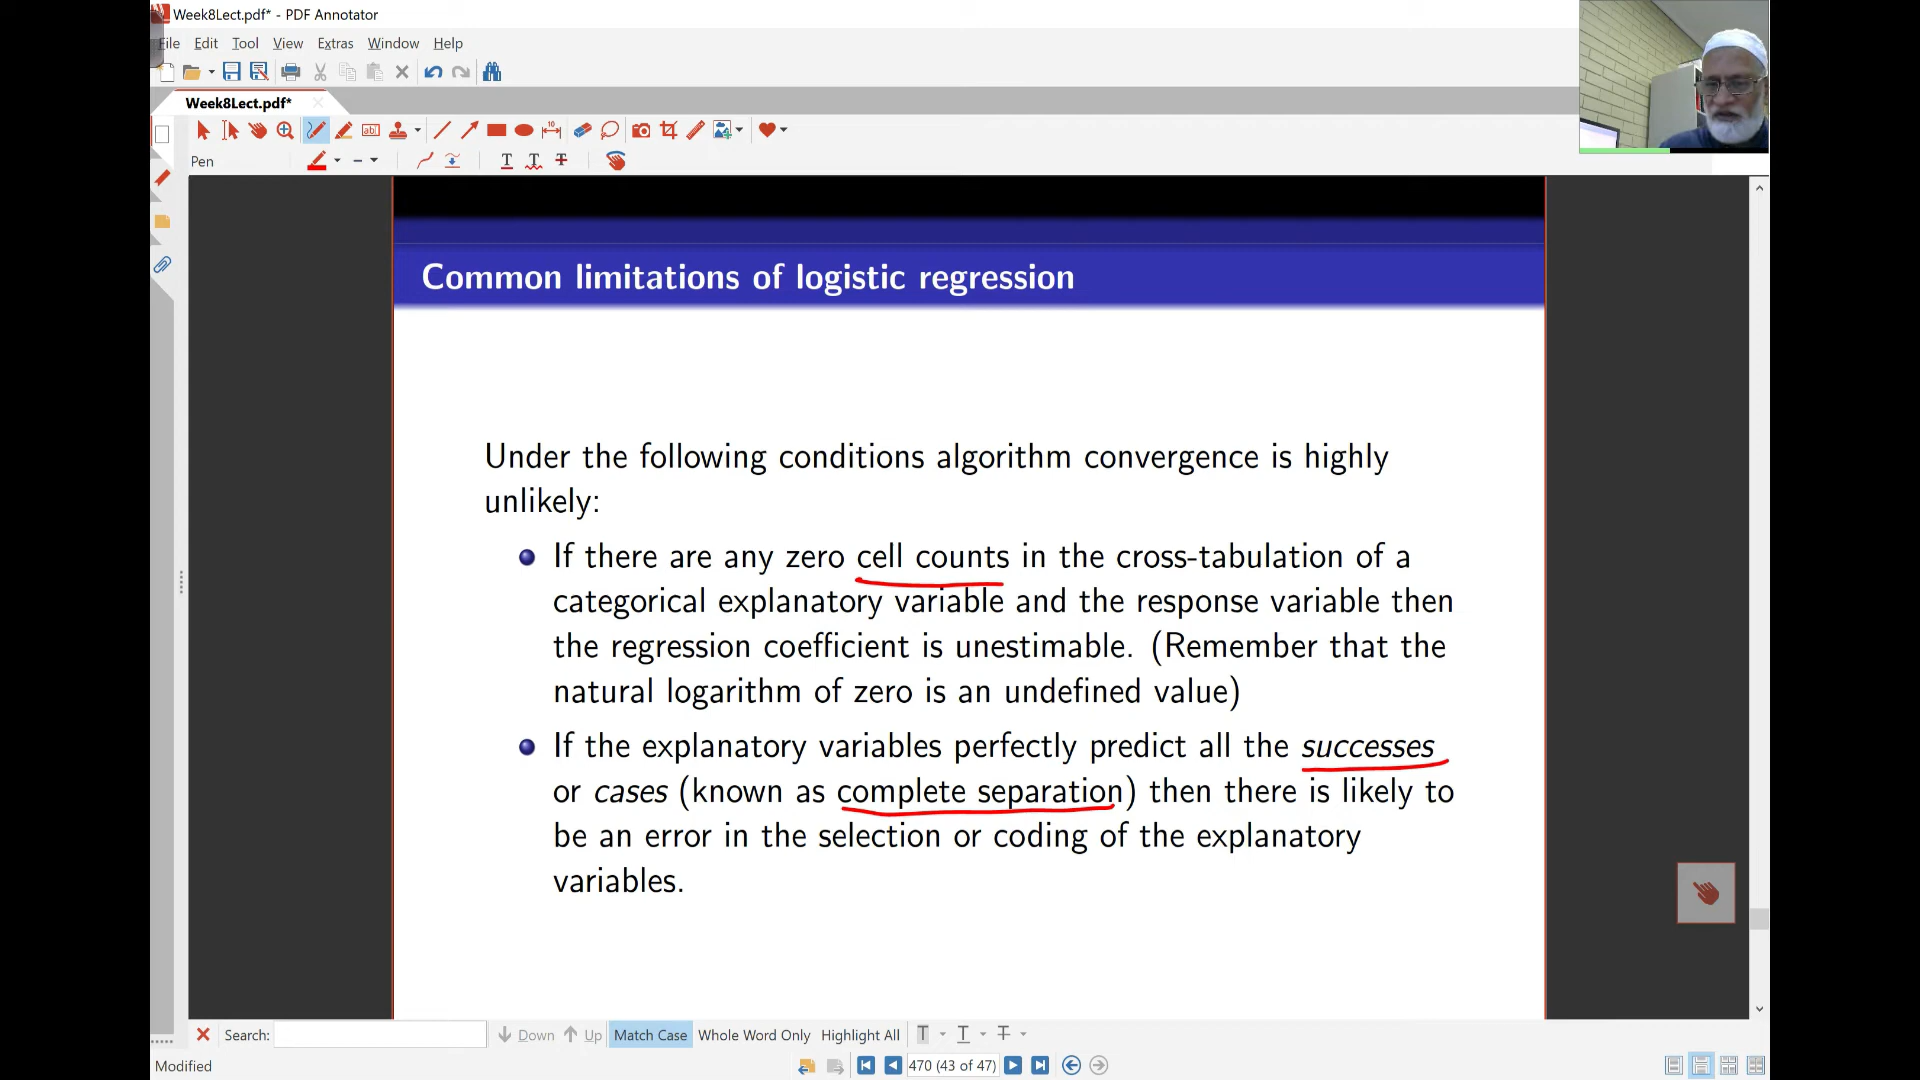 Week8Lect.pdf* - PDF Annotator
File Edit Tool View Extras Window Help
Week8Lect.pdf*
Pen
Common limitations of logistic regression
Under the following conditions algorithm convergence is highly
unlikely:
If there are any zero cell counts in the cross-tabulation of a
categorical explanatory variable and the response variable then
the regression coefficient is unestimable. (Remember that the
natural logarithm of zero is an undefined value)
If the explanatory variables perfectly predict all the successes
or cases (known as complete separation) then there is likely to
be an error in the selection or coding of the explanatory
variables.
Search: Down Up Match Case Whole Word Only Highlight All
Modified 470 (43 of 47)